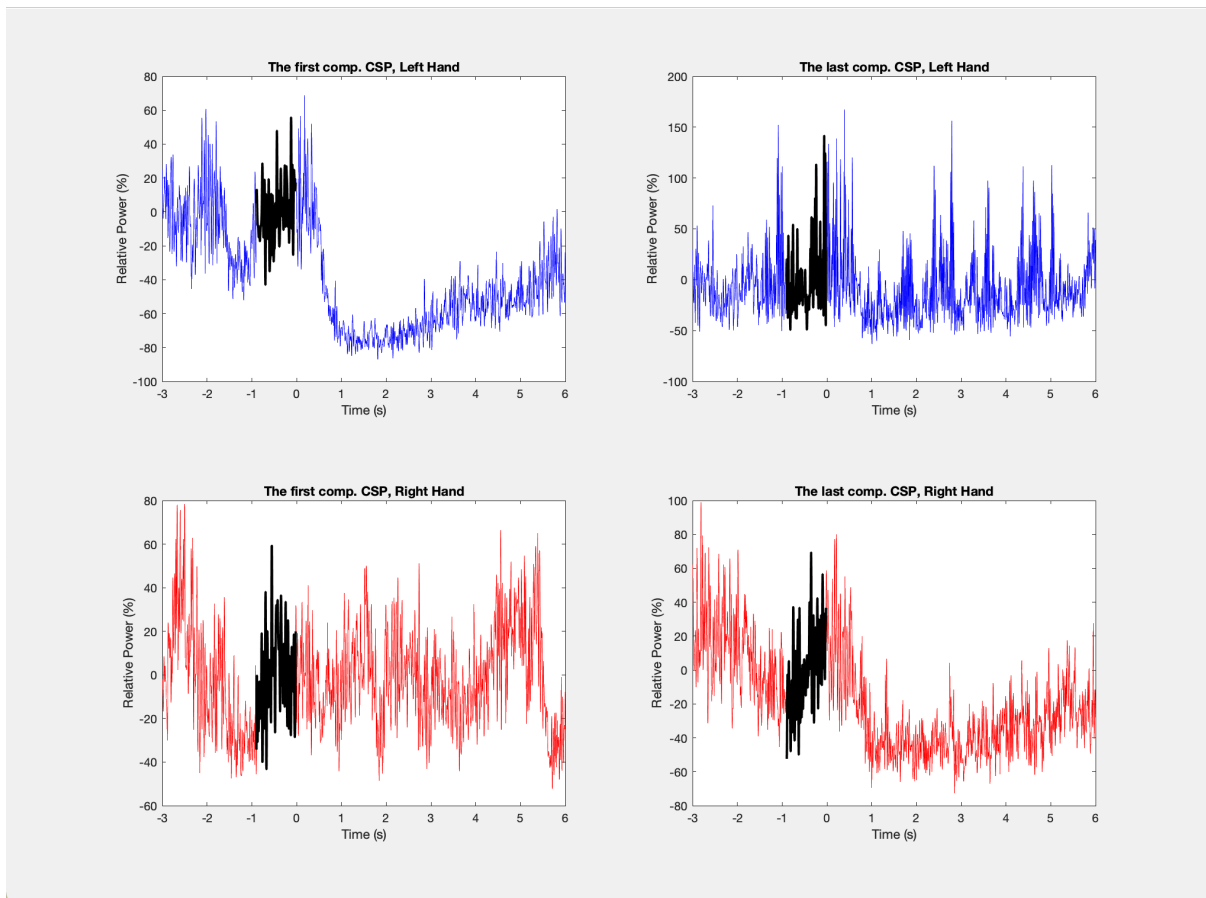 The first comp. CSP, Left Hand
80
60
40
20
0
-20
-40
-60
-80
-100
Relative Power (%)
-3 -2 -1 0 1 2 3 4 5 6
Time (s)
The last comp. CSP, Left Hand
200
150
100
50
0
-50
-100
Relative Power (%)
-3 -2 -1 0 1 2 3 4 5 6
Time (s)
The first comp. CSP, Right Hand
80
60
40
20
0
-20
-40
-60
Relative Power (%)
-3 -2 -1 0 1 2 3 4 5 6
Time (s)
The last comp. CSP, Right Hand
100
80
60
40
20
0
-20
-40
-60
-80
Relative Power (%)
-3 -2 -1 0 1 2 3 4 5 6
Time (s)